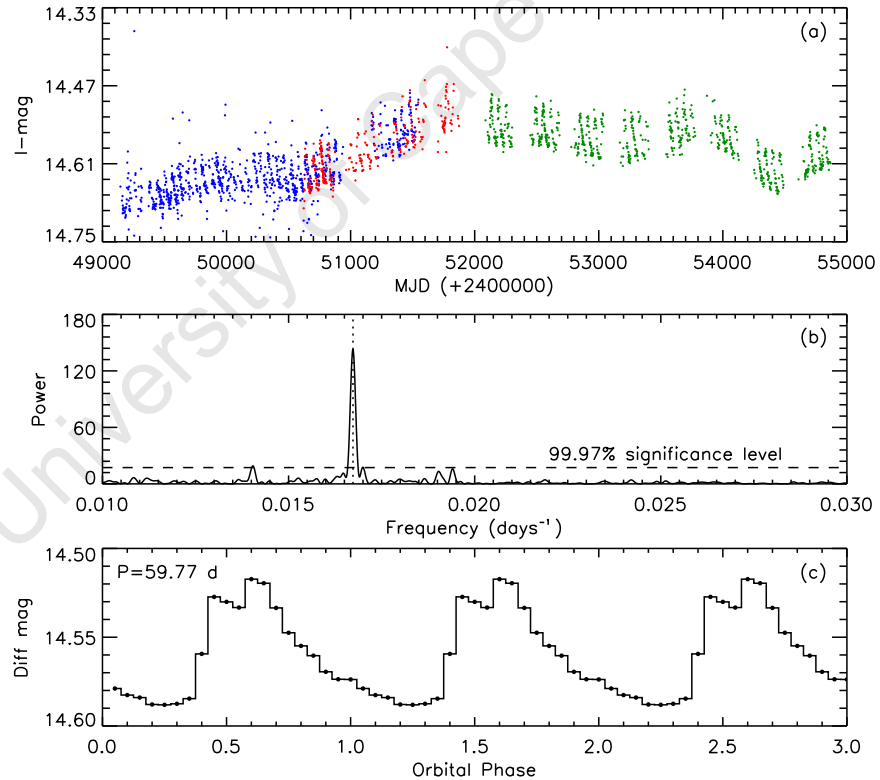 14.33
14.47
14.61
14.75
I-mag
(a)
49000 50000 51000 52000 53000 54000 55000
MJD (+2400000)
180
120
60
0
Power
(b)
99.97% significance level
0.010 0.015 0.020 0.025 0.030
Frequency (days⁻¹)
14.50
14.55
14.60
Diff mag
P=59.77 d
(c)
0.0 0.5 1.0 1.5 2.0 2.5 3.0
Orbital Phase
University of Cape